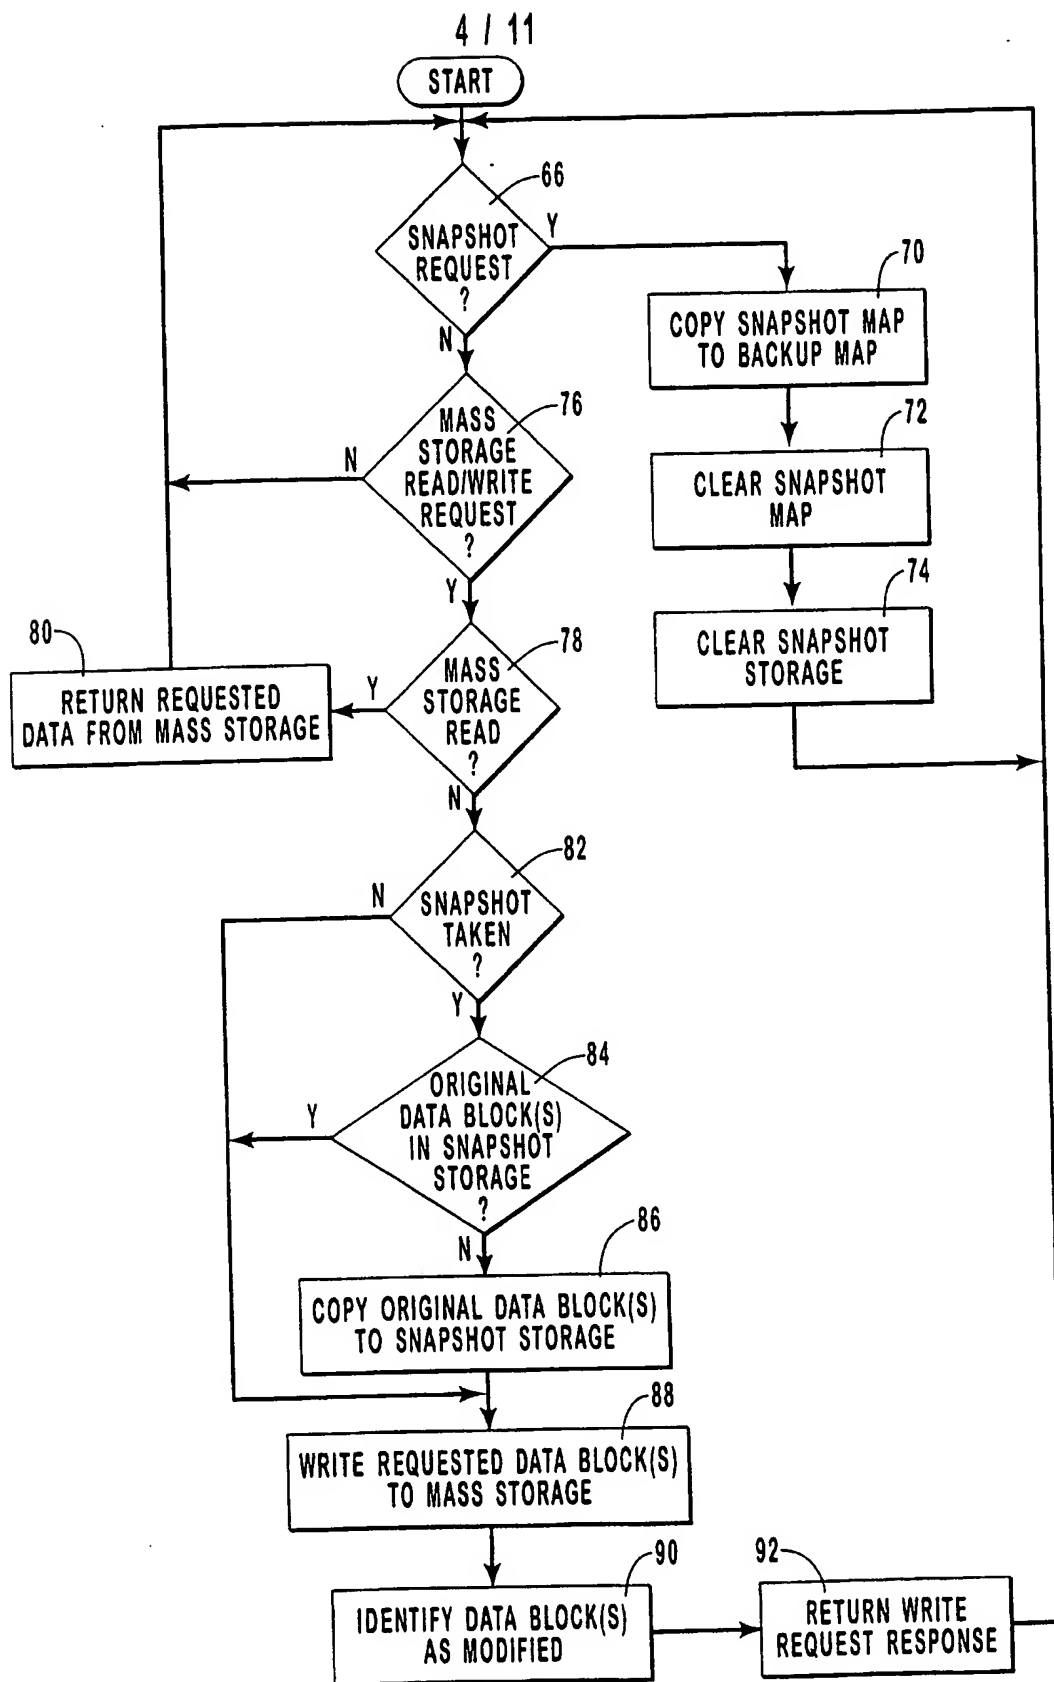 4 / 11
START
66
SNAPSHOT
REQUEST
?
Y
N
70
COPY SNAPSHOT MAP
TO BACKUP MAP
76
MASS
STORAGE
READ/WRITE
REQUEST
?
N
Y
72
CLEAR SNAPSHOT
MAP
74
CLEAR SNAPSHOT
STORAGE
78
MASS
STORAGE
READ
?
Y
N
80
RETURN REQUESTED
DATA FROM MASS STORAGE
82
SNAPSHOT
TAKEN
?
N
Y
84
ORIGINAL
DATA BLOCK(S)
IN SNAPSHOT
STORAGE
?
Y
N
86
COPY ORIGINAL DATA BLOCK(S)
TO SNAPSHOT STORAGE
88
WRITE REQUESTED DATA BLOCK(S)
TO MASS STORAGE
90
IDENTIFY DATA BLOCK(S)
AS MODIFIED
92
RETURN WRITE
REQUEST RESPONSE